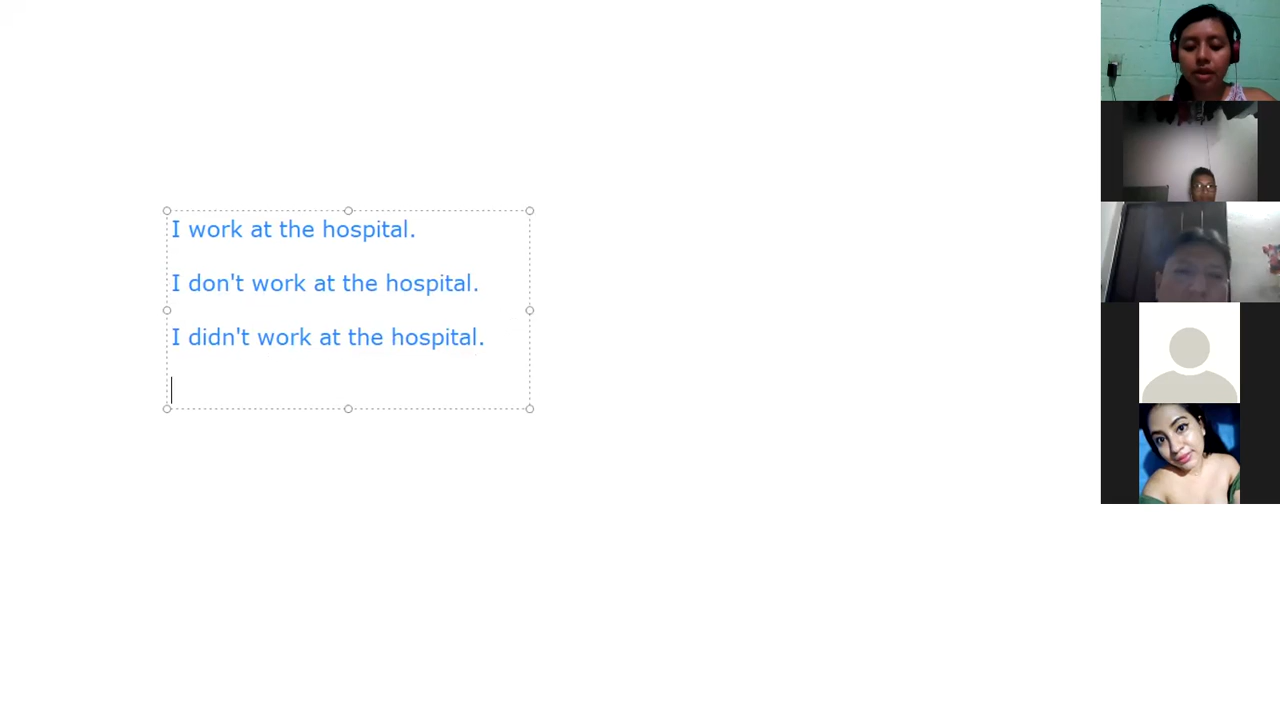 I work at the hospital.
I don't work at the hospital.
I didn't work at the hospital.